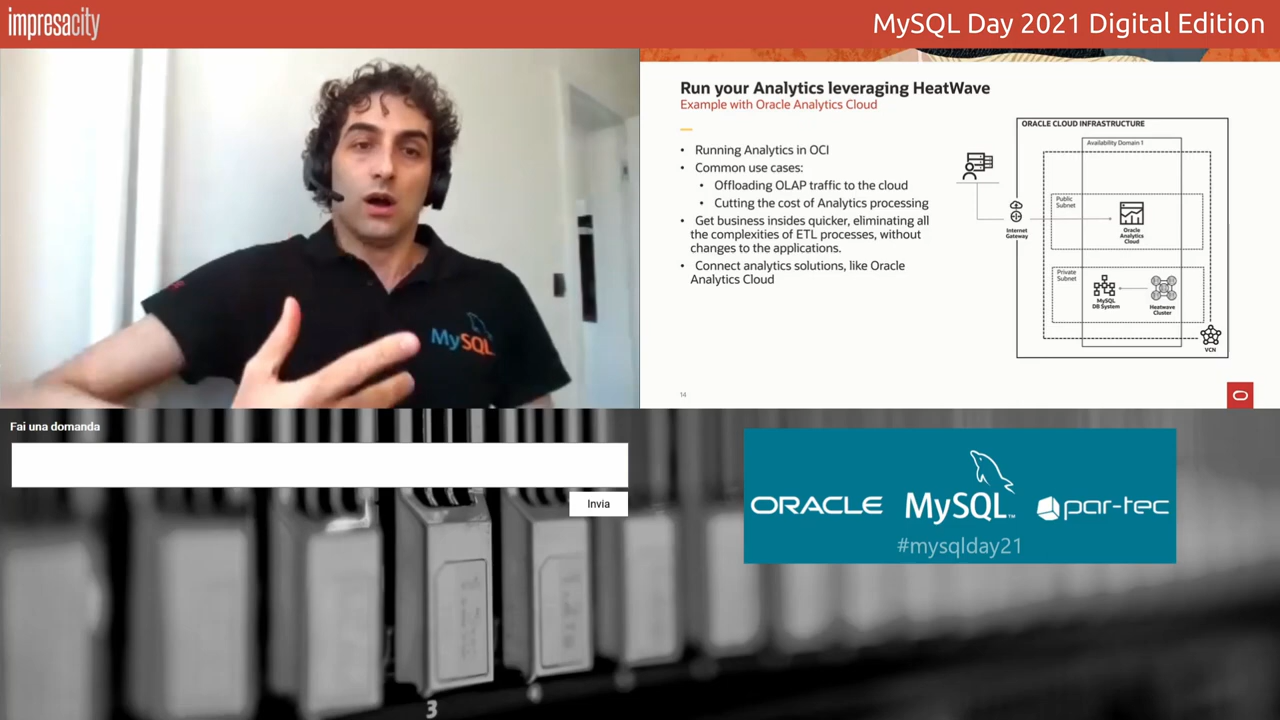 impresacity
MySQL Day 2021 Digital Edition
MySQL
Run your Analytics leveraging HeatWave
Example with Oracle Analytics Cloud
• Running Analytics in OCI
• Common use cases:
• Offloading OLAP traffic to the cloud
• Cutting the cost of Analytics processing
• Get business insides quicker, eliminating all
the complexities of ETL processes, without
changes to the applications.
• Connect analytics solutions, like Oracle
Analytics Cloud
ORACLE CLOUD INFRASTRUCTURE
Availability Domain 1
Public
Subnet
Internet
Gateway
Oracle
Analytics
Cloud
Private
Subnet
MySQL
DB System
Heatwave
Cluster
VCN
14
Fai una domanda
Invia
ORACLE MySQL™ par-tec
#mysqlday21
3
4